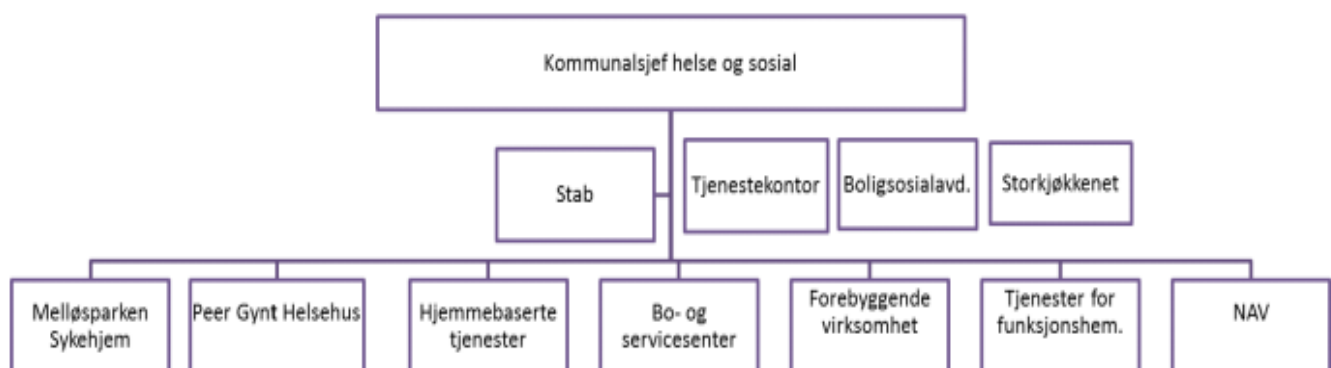 Kommunalsjef helse og sosial
Stab
Tjenestekontor
Boligsosialavd.
Storkjøkkenet
Melløsparken
Sykehjem
Peer Gynt Helsehus
Hjemmebaserte
tjenester
Bo- og
servicesenter
Forebyggende
virksomhet
Tjenester for
funksjonshem.
NAV